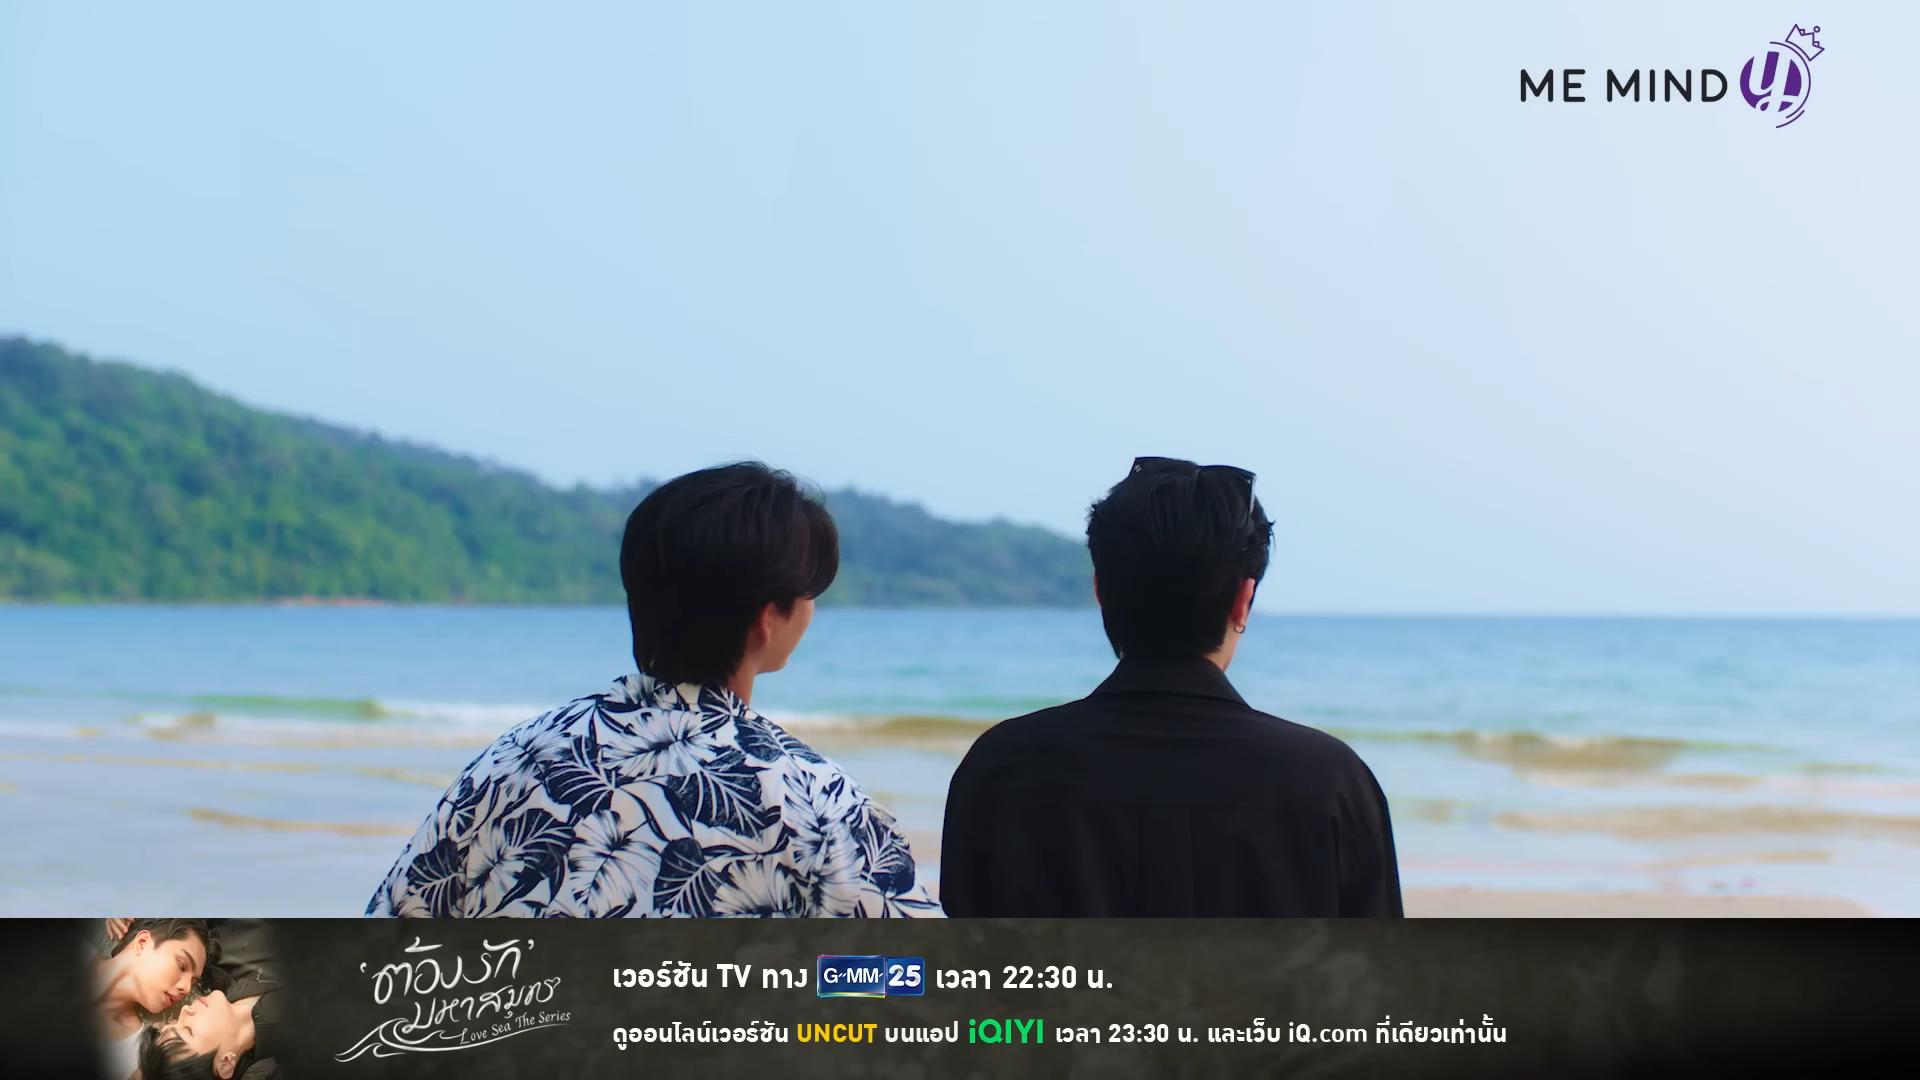 ME MIND Y
'ต้องรัก'
มหาสมุทร
Love Sea The Series
เวอร์ชัน TV ทาง GMM 25 เวลา 22:30 น.
ดูออนไลน์เวอร์ชัน UNCUT บนแอป iQIYI เวลา 23:30 น. และเว็บ iQ.com ที่เดียวเท่านั้น